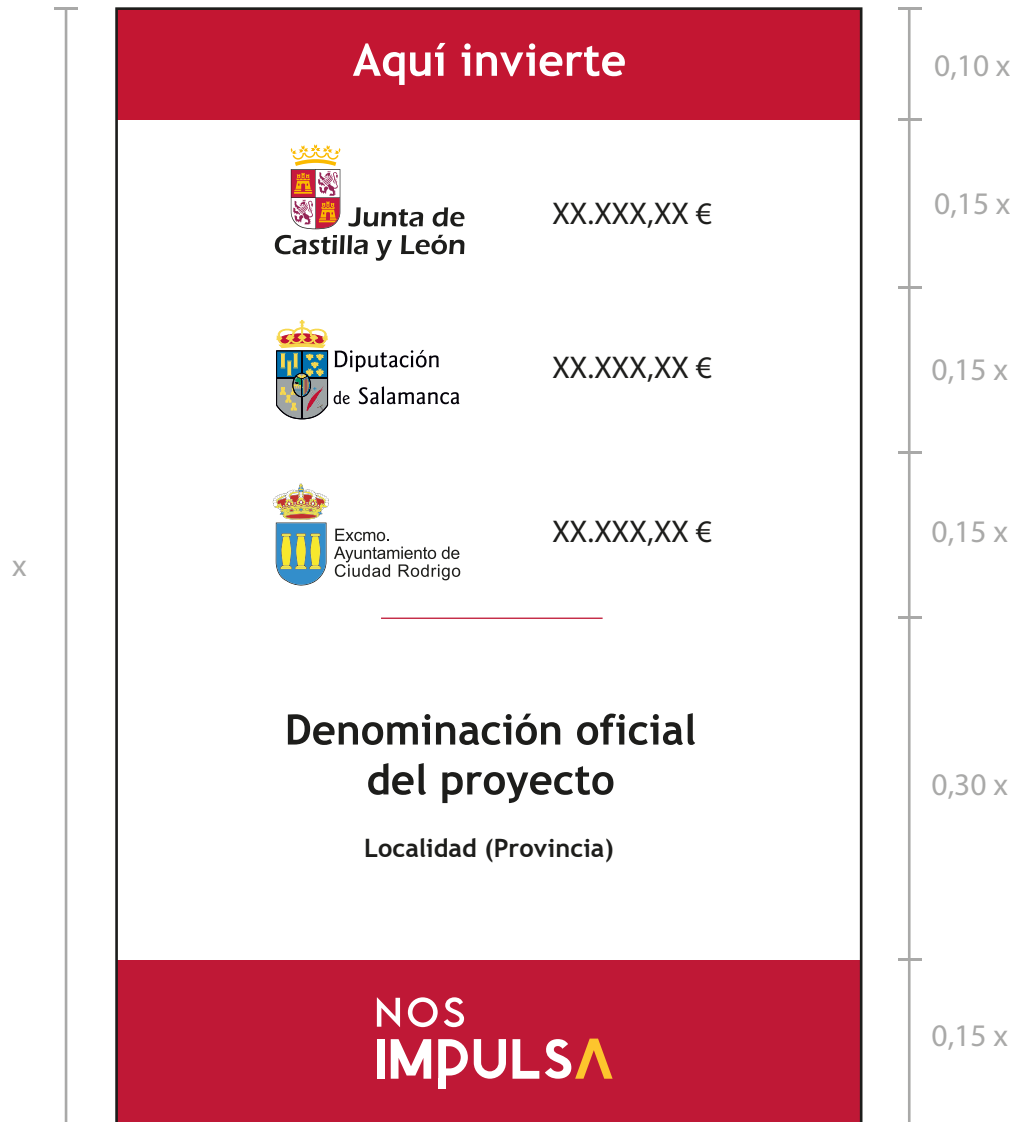 Aquí invierte
0,10 x
Junta de
Castilla y León
XX.XXX,XX €
0,15 x
Diputación
de Salamanca
XX.XXX,XX €
0,15 x
Excmo.
Ayuntamiento de
Ciudad Rodrigo
XX.XXX,XX €
0,15 x
x
Denominación oficial
del proyecto
Localidad (Provincia)
0,30 x
NOS
IMPULSA
0,15 x